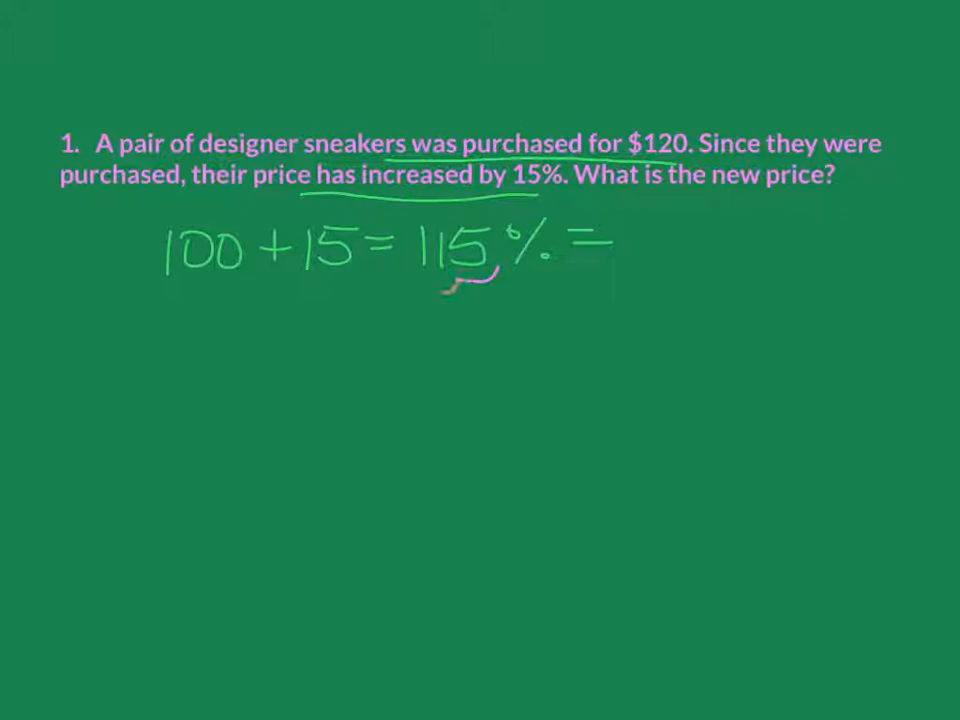 1. A pair of designer sneakers was purchased for $120. Since they were
purchased, their price has increased by 15%. What is the new price?
100 + 15 = 115 % =